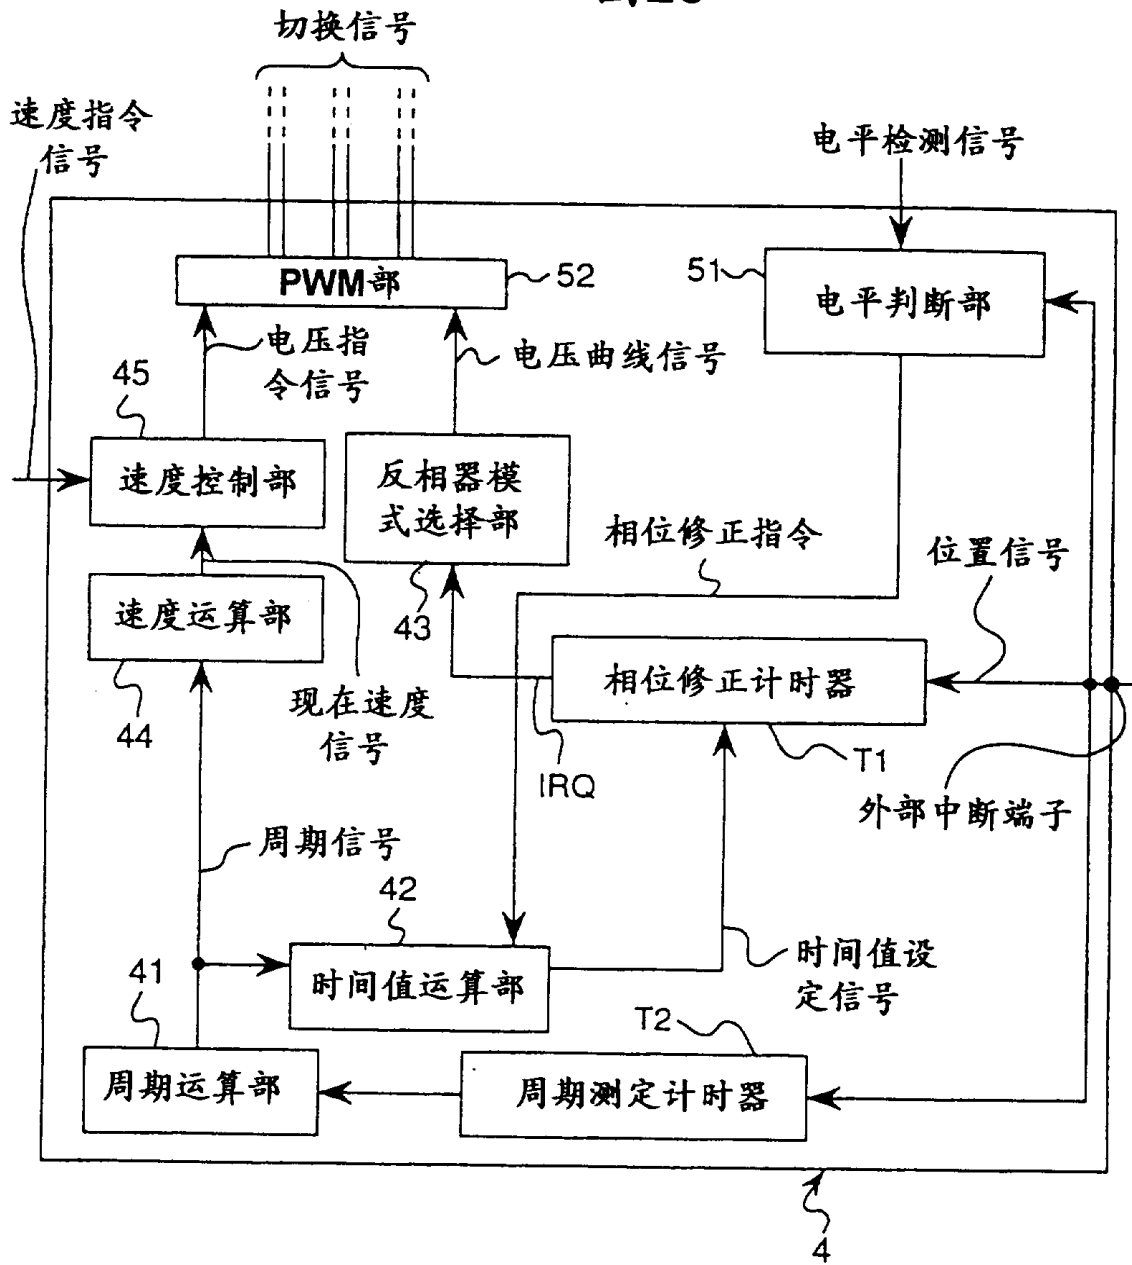 切换信号
速度指令
信号
电平检测信号
PWM部
52
51
电平判断部
电压指
令信号
电压曲线信号
45
速度控制部
反相器模
式选择部
相位修正指令
位置信号
速度运算部
43
相位修正计时器
44
现在速度
信号
IRQ
T1
外部中断端子
周期信号
42
时间值运算部
时间值设
定信号
41
T2
周期运算部
周期测定计时器
4